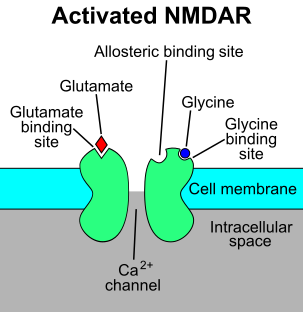 Activated NMDAR
Allosteric binding site
Glutamate
Glycine
Glutamate
binding
site
Glycine
binding
site
Cell membrane
Intracellular
space
Ca2+
channel